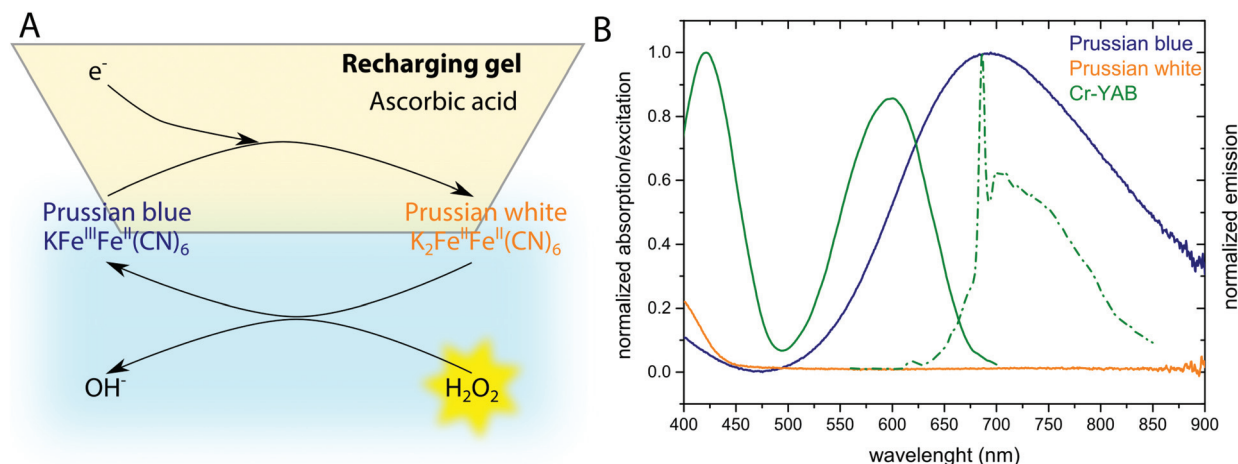 A
Recharging gel
Ascorbic acid
e⁻
Prussian blue
KFeᴵᴵᴵFeᴵᴵ(CN)₆
Prussian white
K₂FeᴵᴵFeᴵᴵ(CN)₆
OH⁻
H₂O₂
B
Prussian blue
Prussian white
Cr-YAB
normalized absorption/excitation
1.0
0.8
0.6
0.4
0.2
0.0
400 450 500 550 600 650 700 750 800 850 900
wavelenght (nm)
normalized emission